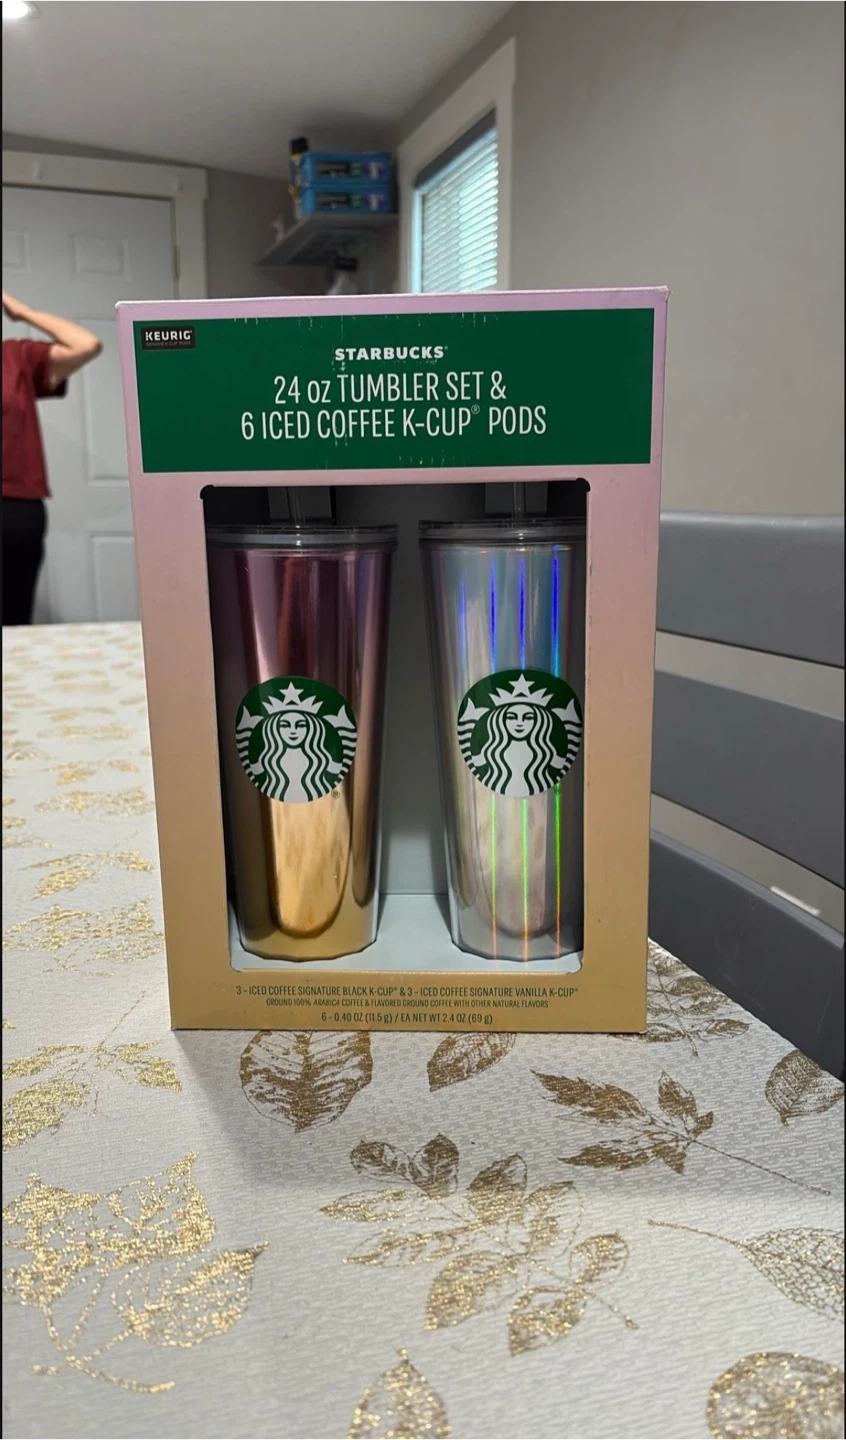 KEURIG®
STARBUCKS®
24 oz TUMBLER SET &
6 ICED COFFEE K-CUP® PODS
3 - ICED COFFEE SIGNATURE BLACK K-CUP® & 3 - ICED COFFEE SIGNATURE VANILLA K-CUP®
GROUND 100% ARABICA COFFEE & FLAVORED GROUND COFFEE WITH OTHER NATURAL FLAVORS
6 - 0.40 OZ (11.5 g) / EA NET WT 2.4 OZ (69 g)